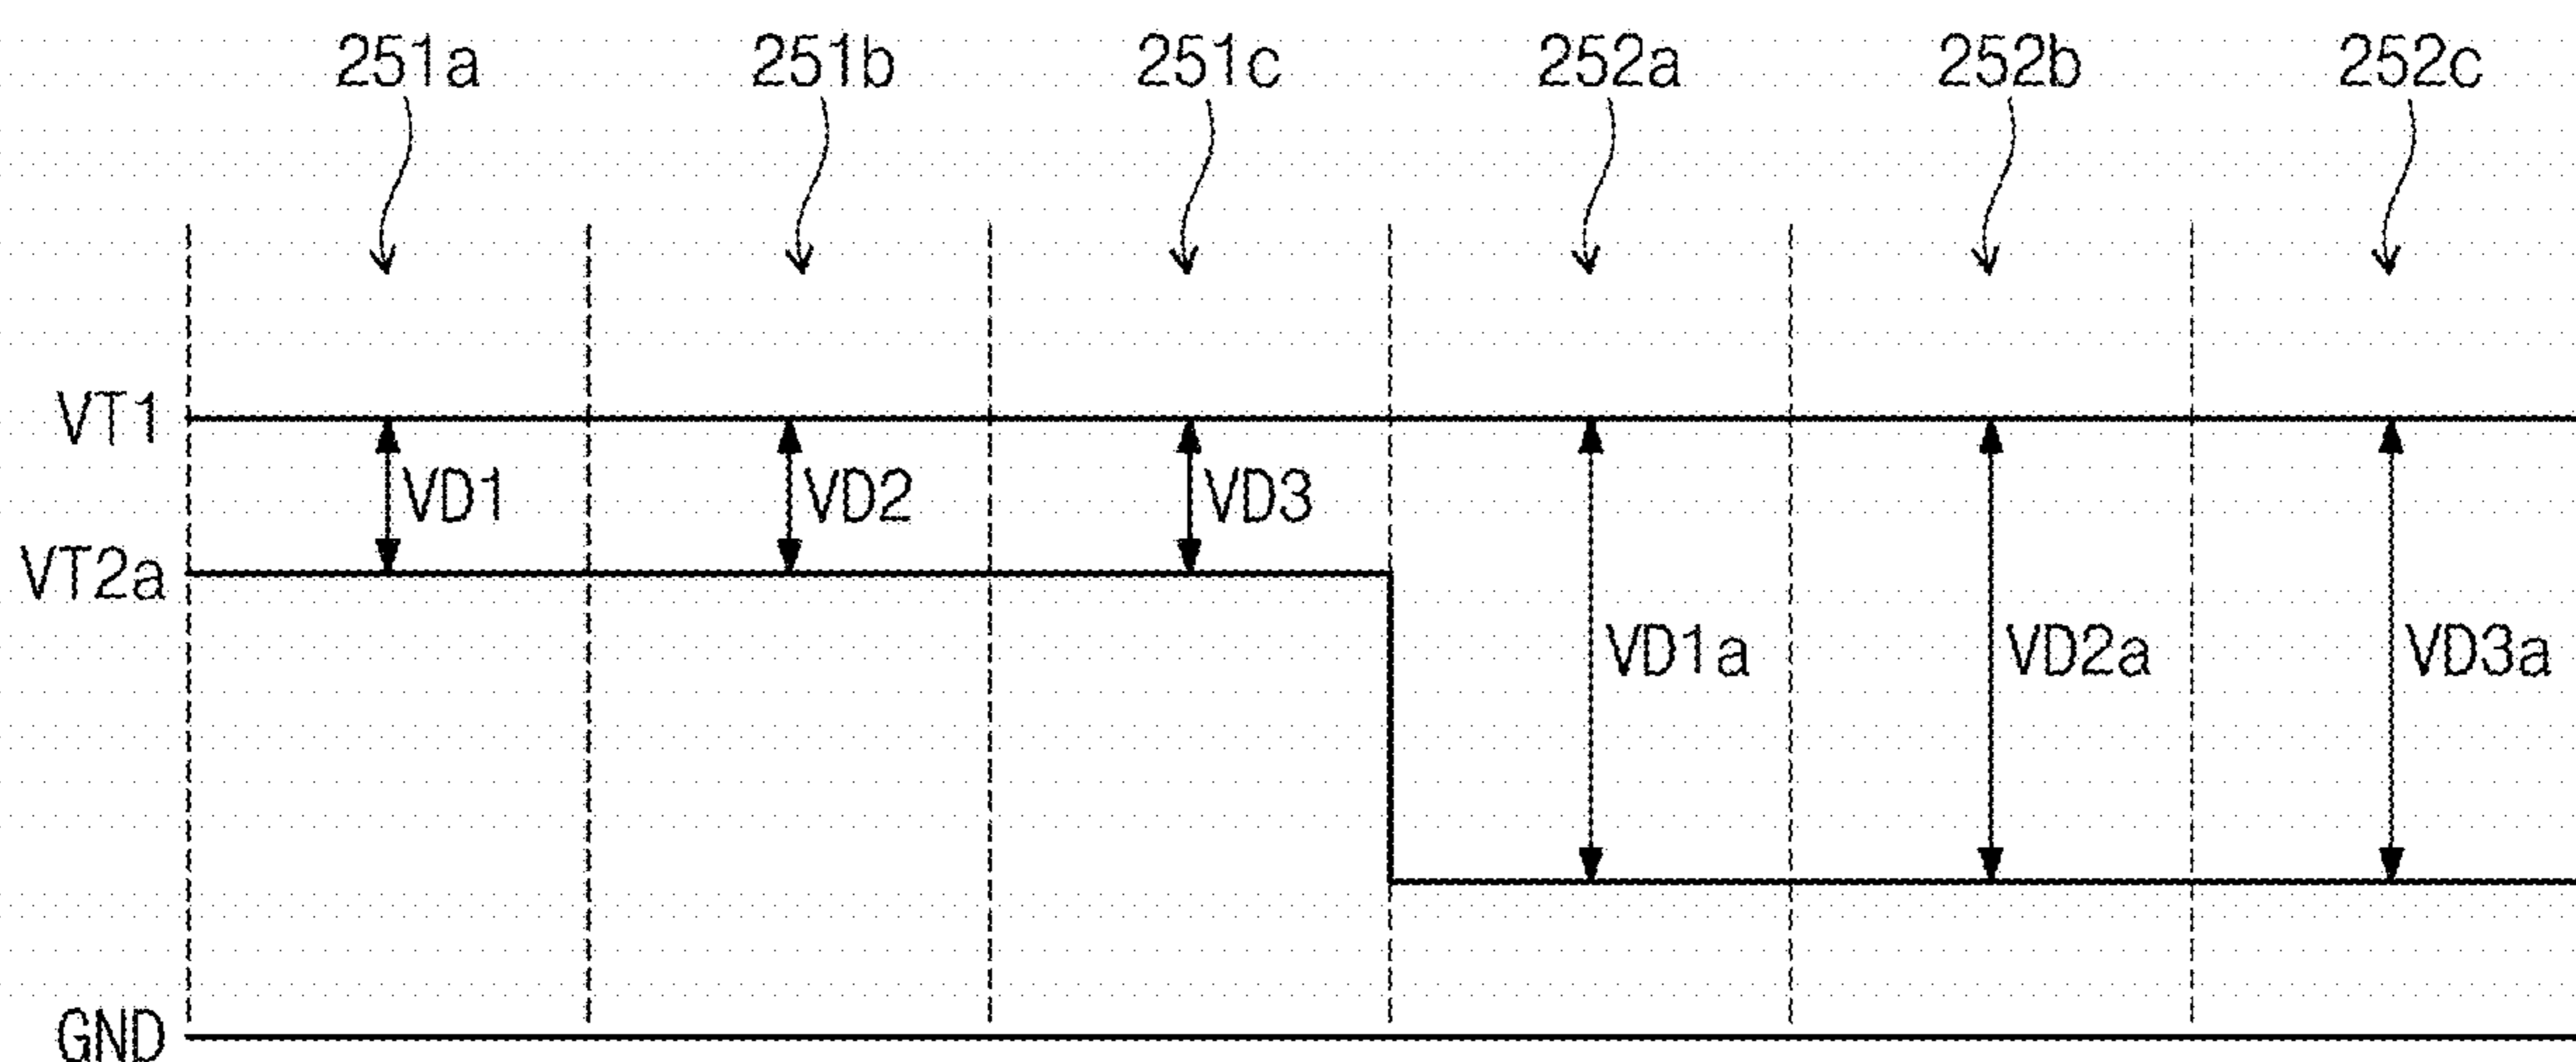 251a 251b 251c 252a 252b 252c
VT1
VD1 VD2 VD3
VT2a
VD1a VD2a VD3a
GND